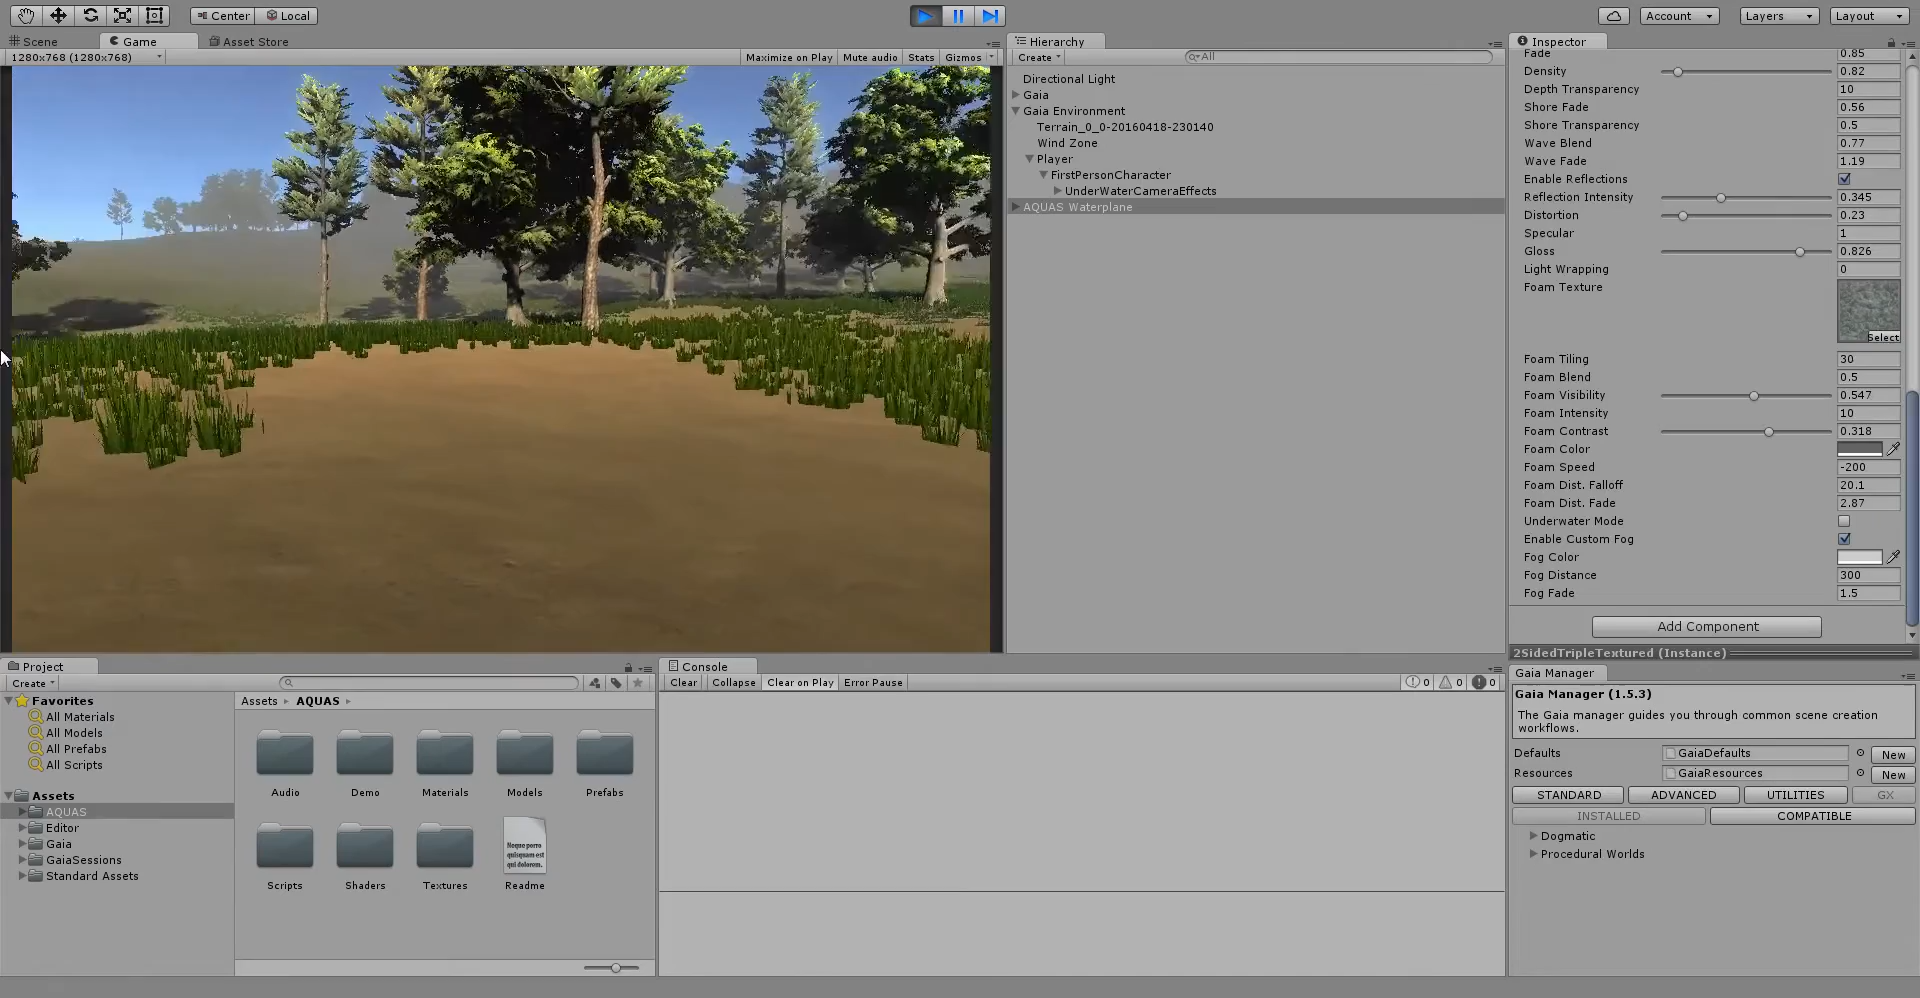 Center
Local
Account
Layers
Layout
Scene
Game
Asset Store
1280x768 (1280x768)
Maximize on Play
Mute audio
Stats
Gizmos
Hierarchy
Create
All
Directional Light
Gaia
Gaia Environment
Terrain_0_0-20160418-230140
Wind Zone
Player
FirstPersonCharacter
UnderWaterCameraEffects
AQUAS Waterplane
Inspector
Fade 0.85
Density 0.82
Depth Transparency 10
Shore Fade 0.56
Shore Transparency 0.5
Wave Blend 0.77
Wave Fade 1.19
Enable Reflections
Reflection Intensity 0.345
Distortion 0.23
Specular 1
Gloss 0.826
Light Wrapping 0
Foam Texture
Select
Foam Tiling 30
Foam Blend 0.5
Foam Visibility 0.547
Foam Intensity 10
Foam Contrast 0.318
Foam Color
Foam Speed -200
Foam Dist. Falloff 20.1
Foam Dist. Fade 2.87
Underwater Mode
Enable Custom Fog
Fog Color
Fog Distance 300
Fog Fade 1.5
Add Component
2SidedTripleTextured (Instance)
Project
Create
Favorites
All Materials
All Models
All Prefabs
All Scripts
Assets
AQUAS
Editor
Gaia
GaiaSessions
Standard Assets
Assets AQUAS
Audio
Demo
Materials
Models
Prefabs
Scripts
Shaders
Textures
Neque porro
quisquam est
qui dolorem.
Readme
Console
Clear
Collapse
Clear on Play
Error Pause
0
0
0
Gaia Manager
Gaia Manager (1.5.3)
The Gaia manager guides you through common scene creation
workflows.
Defaults GaiaDefaults New
Resources GaiaResources New
STANDARD
ADVANCED
UTILITIES
GX
INSTALLED
COMPATIBLE
Dogmatic
Procedural Worlds